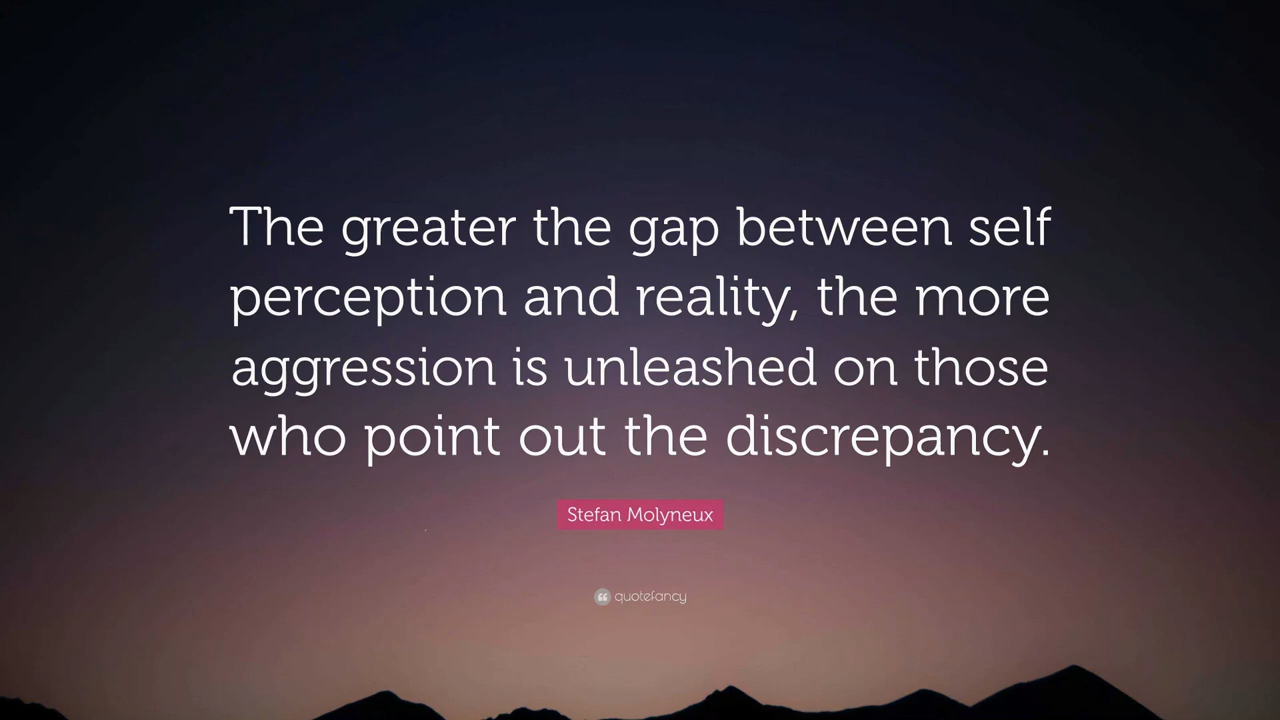 The greater the gap between self
perception and reality, the more
aggression is unleashed on those
who point out the discrepancy.
Stefan Molyneux
quotefancy